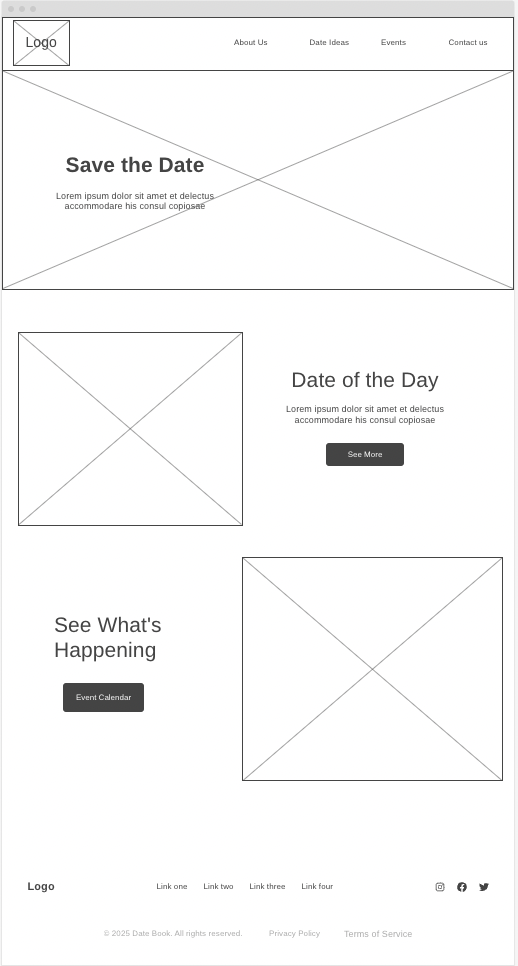 Logo
About Us
Date Ideas
Events
Contact us
Save the Date
Lorem ipsum dolor sit amet et delectus
accommodare his consul copiosae
Date of the Day
Lorem ipsum dolor sit amet et delectus
accommodare his consul copiosae
See More
See What's
Happening
Event Calendar
Logo
Link one
Link two
Link three
Link four
© 2025 Date Book. All rights reserved.
Privacy Policy
Terms of Service